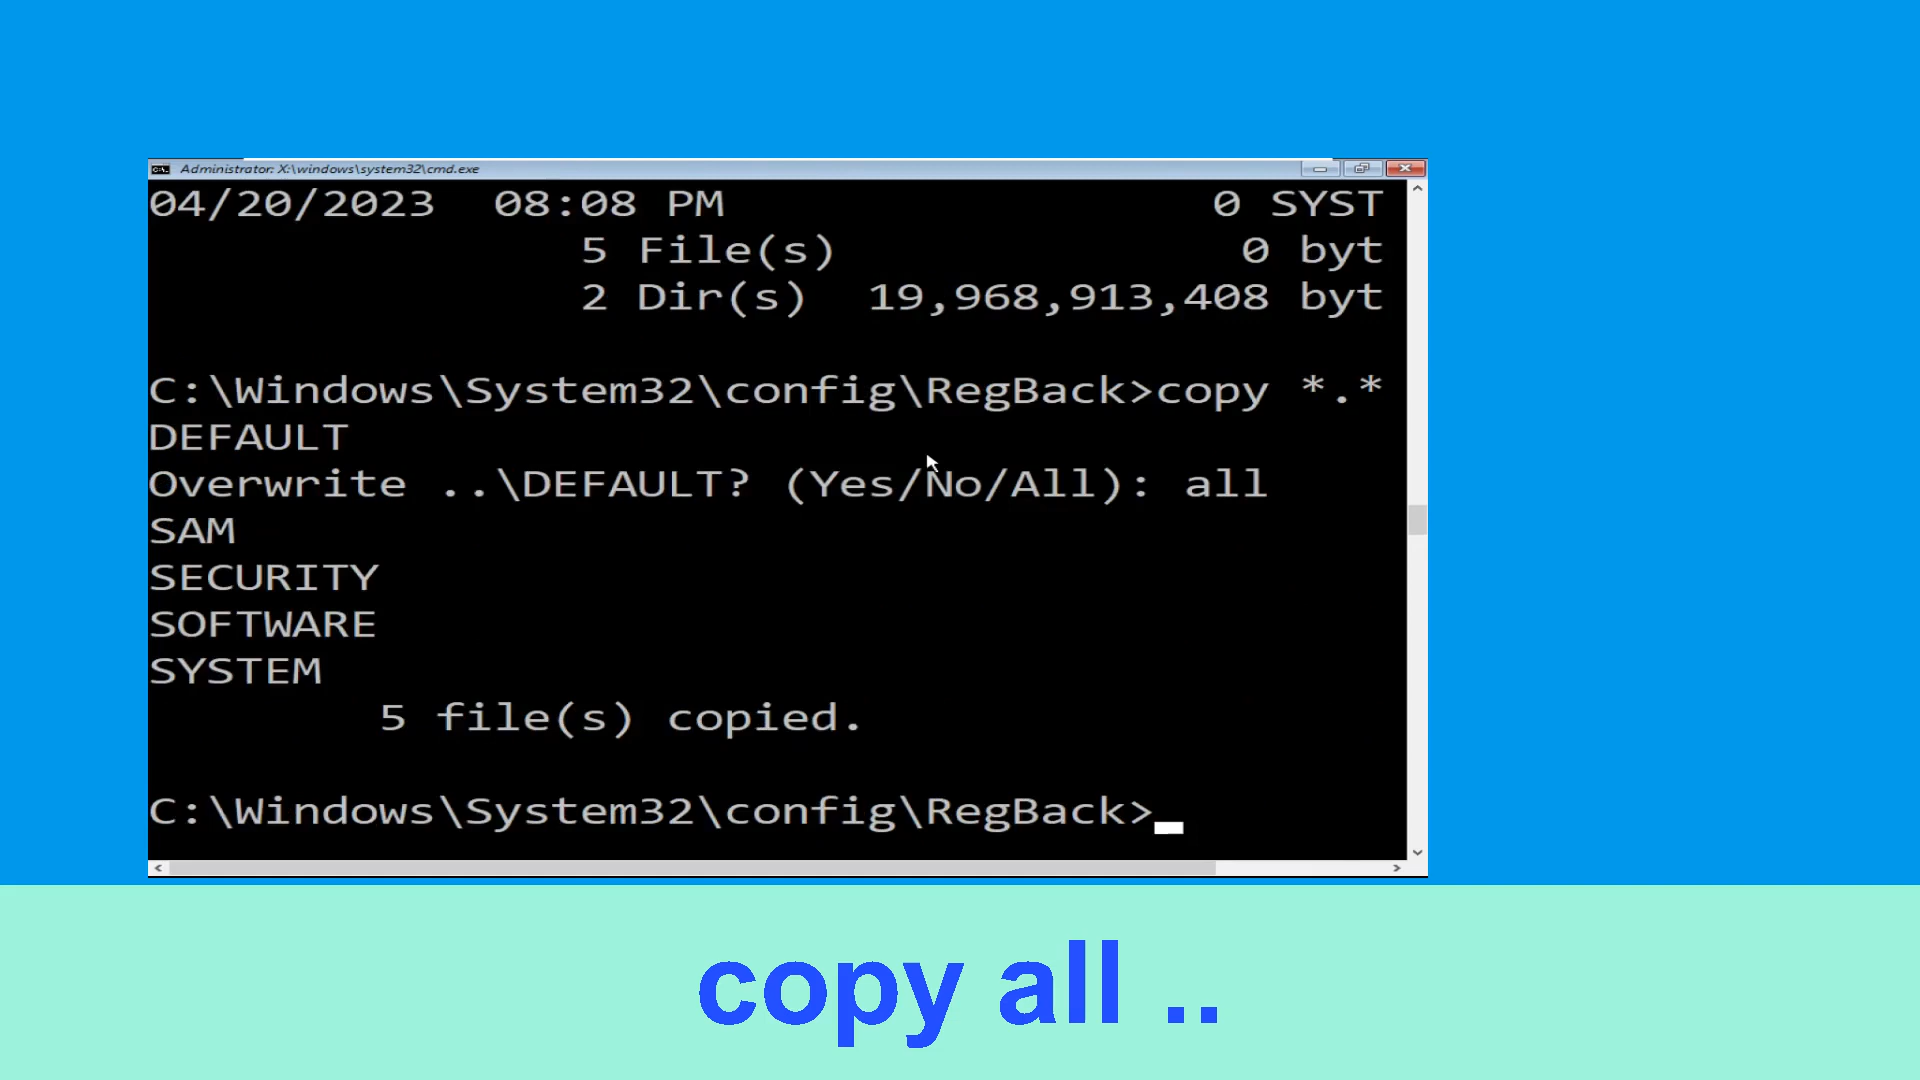 Administrator: X:\windows\system32\cmd.exe
04/20/2023 08:08 PM 0 SYST
5 File(s) 0 byt
2 Dir(s) 19,968,913,408 byt
C:\Windows\System32\config\RegBack>copy *.*
DEFAULT
Overwrite ..\DEFAULT? (Yes/No/All): all
SAM
SECURITY
SOFTWARE
SYSTEM
5 file(s) copied.
C:\Windows\System32\config\RegBack>
copy all ..